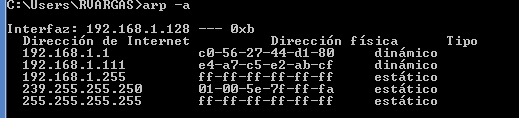 C:\Users\RVARGAS>arp -a
Interfaz: 192.168.1.128 --- 0xb
Dirección de Internet Dirección física Tipo
192.168.1.1 c0-56-27-44-d1-80 dinámico
192.168.1.111 e4-a7-c5-e2-ab-cf dinámico
192.168.1.255 ff-ff-ff-ff-ff-ff estático
239.255.255.250 01-00-5e-7f-ff-fa estático
255.255.255.255 ff-ff-ff-ff-ff-ff estático